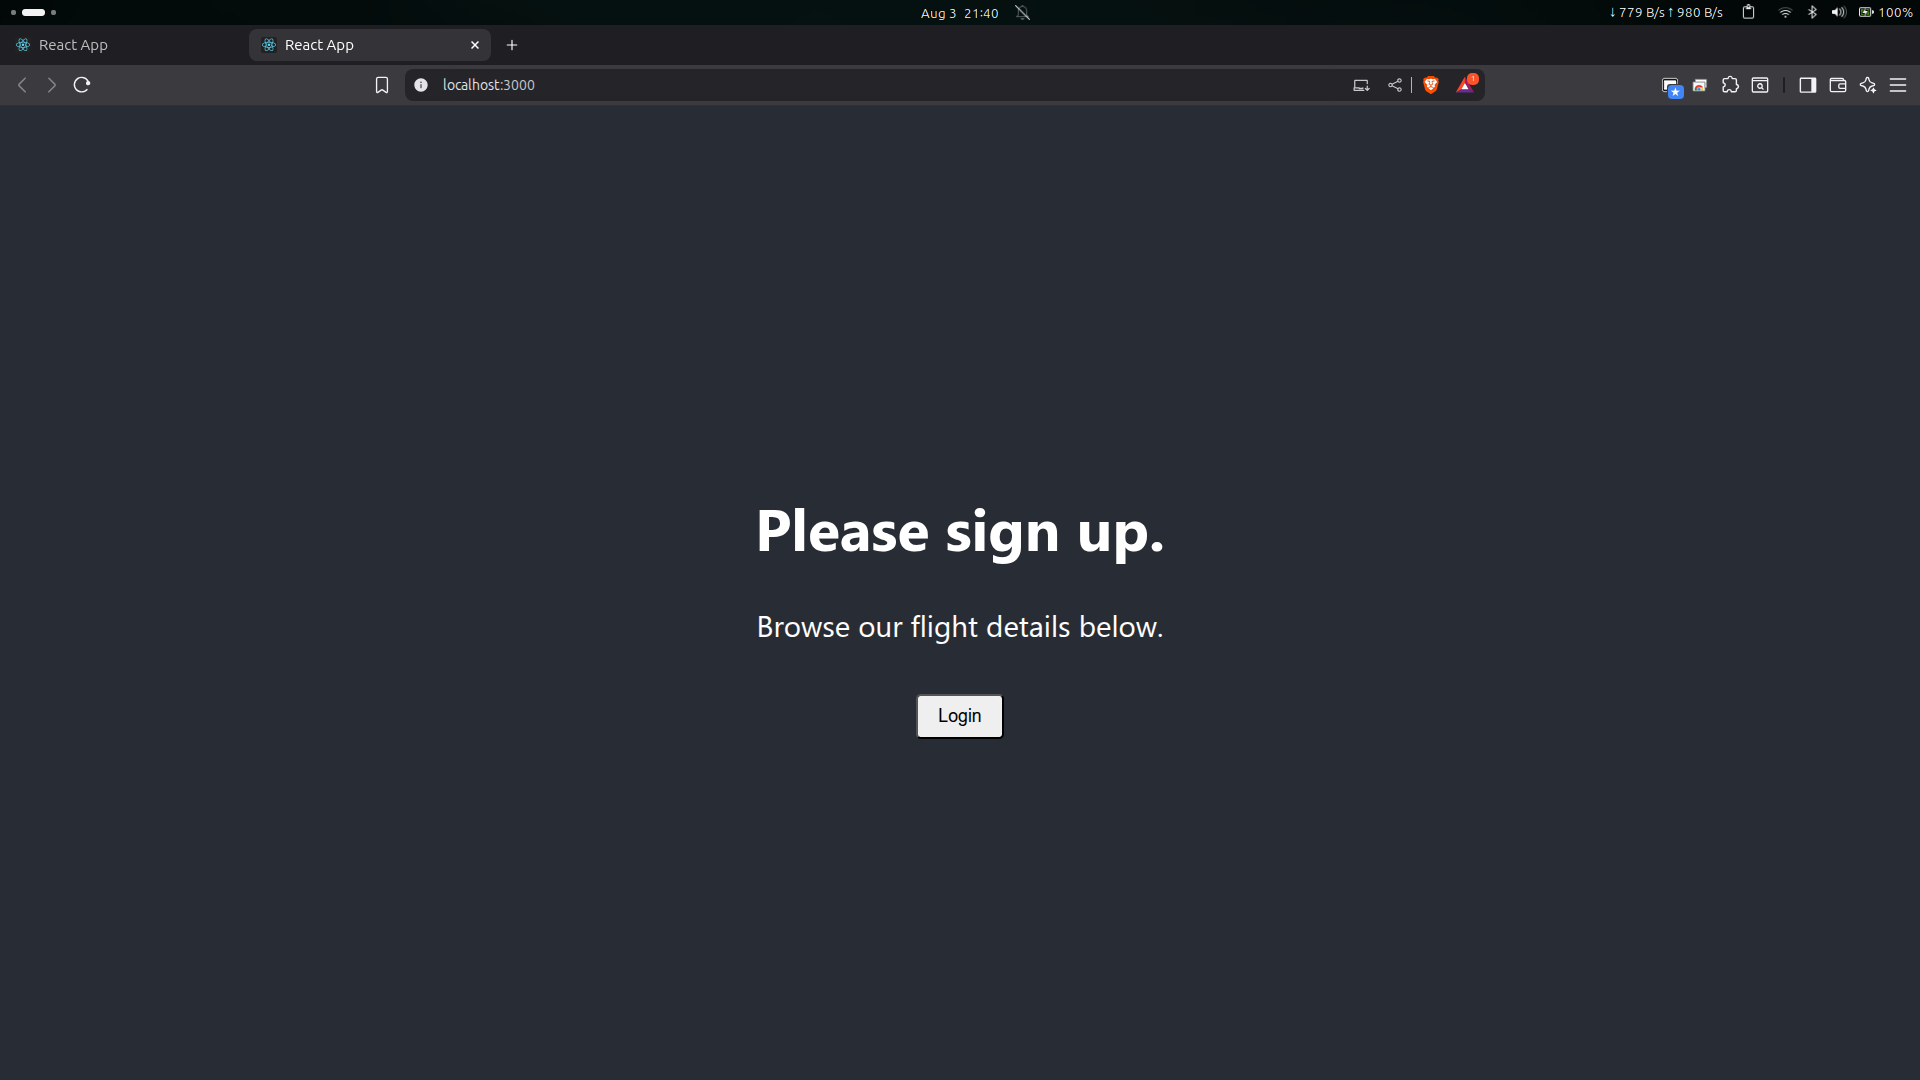 Aug 3 21:40
↓ 779 B/s ↑ 980 B/s
100%
React App
React App
localhost:3000
1
Please sign up.
Browse our flight details below.
Login